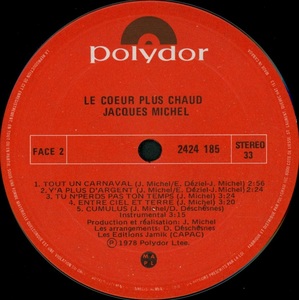 polydor
LE COEUR PLUS CHAUD
JACQUES MICHEL
FACE 2
2424 185
STEREO
33
1. TOUT UN CARNAVAL (J. Michel/E. Déziel-J. Michel) 2:56
2. Y'A PLUS D'ARGENT (J. Michel/E. Déziel-J. Michel) 2:24
3. TU N'PERDS PAS TON TEMPS (J. Michel) 3:34
4. ENTRE CIEL ET TERRE (J. Michel) 3:20
5. CUNULUS (J. Michel/D. Deschênes)
Instrumental 3:15
Production et réalisation: J. Michel
Les arrangements: D. Deschênes
Les Editions Jamik (CAPAC)
℗ 1978 Polydor Ltée.